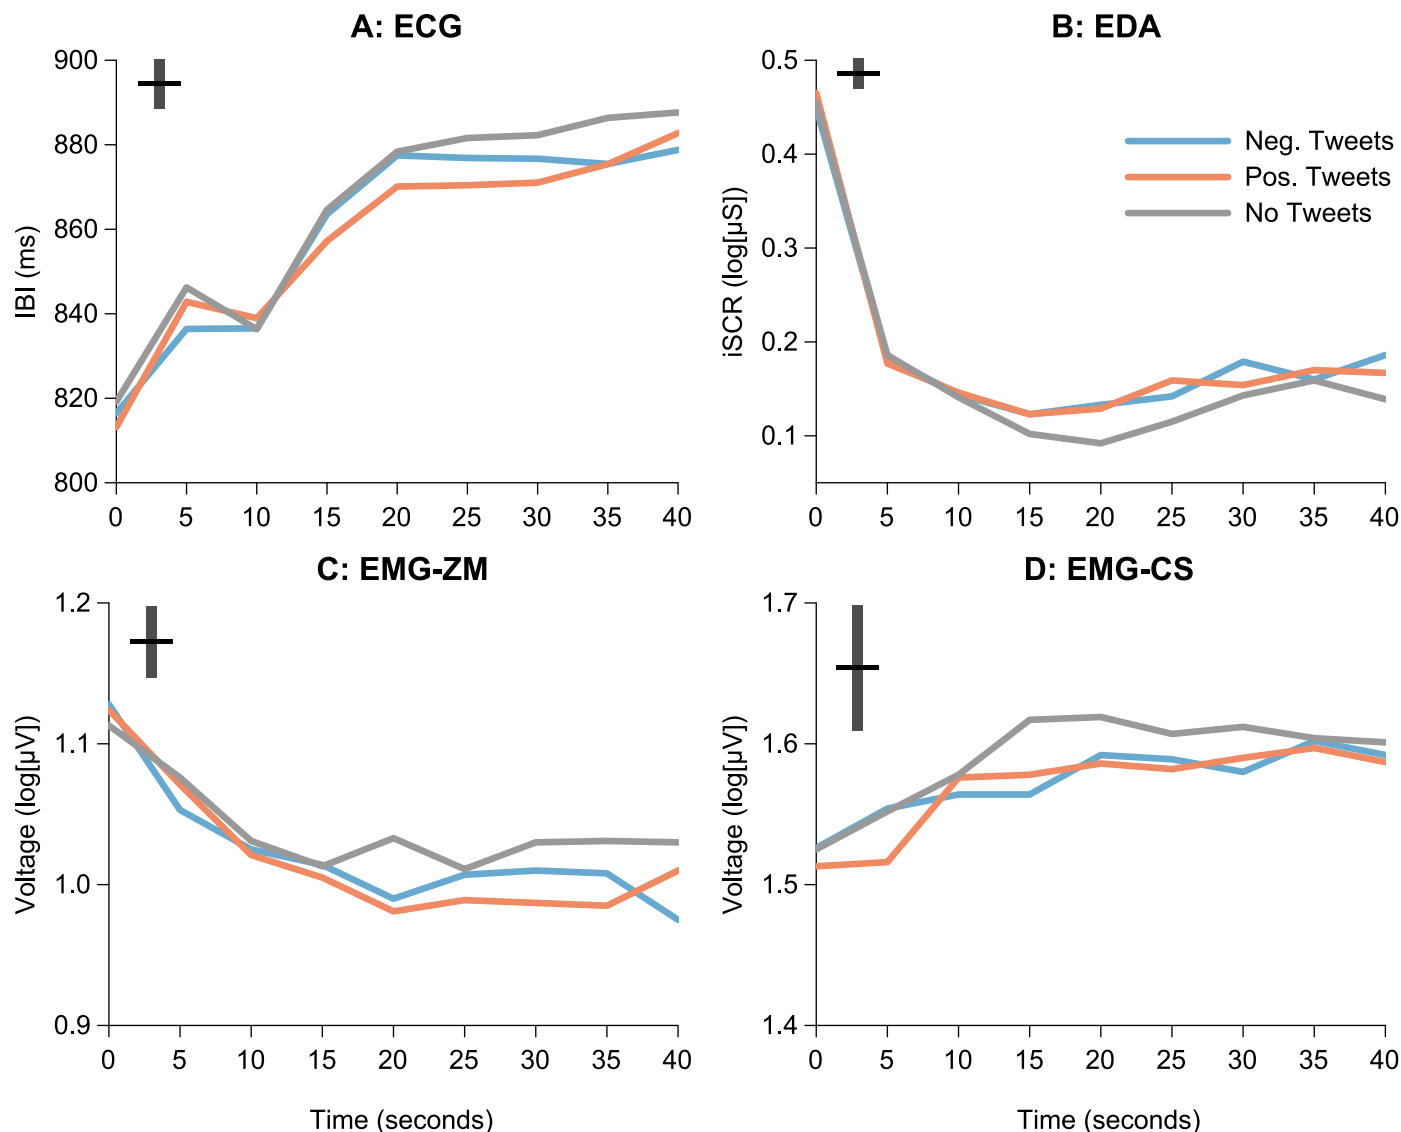 A: ECG
900
880
860
840
820
800
IBI (ms)
0 5 10 15 20 25 30 35 40
B: EDA
0.5
0.4
0.3
0.2
0.1
iSCR (log[µS])
Neg. Tweets
Pos. Tweets
No Tweets
0 5 10 15 20 25 30 35 40
C: EMG-ZM
1.2
1.1
1.0
0.9
Voltage (log[µV])
0 5 10 15 20 25 30 35 40
Time (seconds)
D: EMG-CS
1.7
1.6
1.5
1.4
Voltage (log[µV])
0 5 10 15 20 25 30 35 40
Time (seconds)